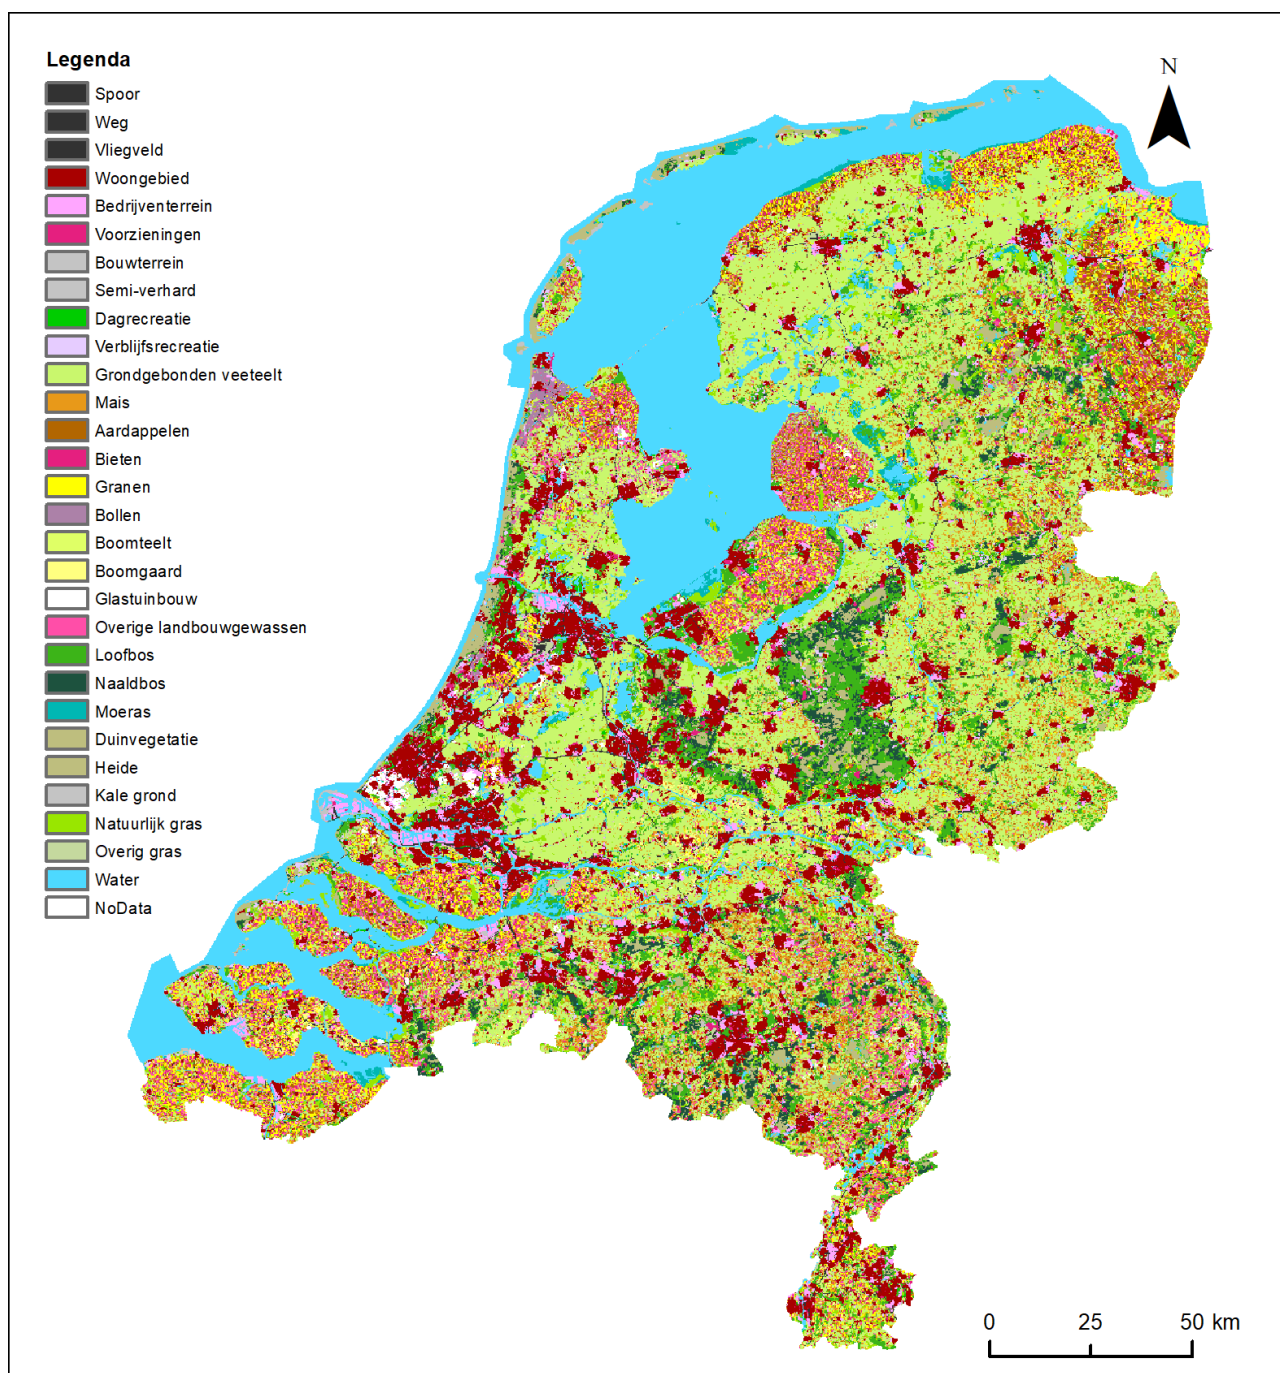 Legenda
Spoor
Weg
Vliegveld
Woongebied
Bedrijventerrein
Voorzieningen
Bouwterrein
Semi-verhard
Dagrecreatie
Verblijfsrecreatie
Grondgebonden veeteelt
Mais
Aardappelen
Bieten
Granen
Bollen
Boomteelt
Boomgaard
Glastuinbouw
Overige landbouwgewassen
Loofbos
Naaldbos
Moeras
Duinvegetatie
Heide
Kale grond
Natuurlijk gras
Overig gras
Water
NoData
N
0 25 50 km